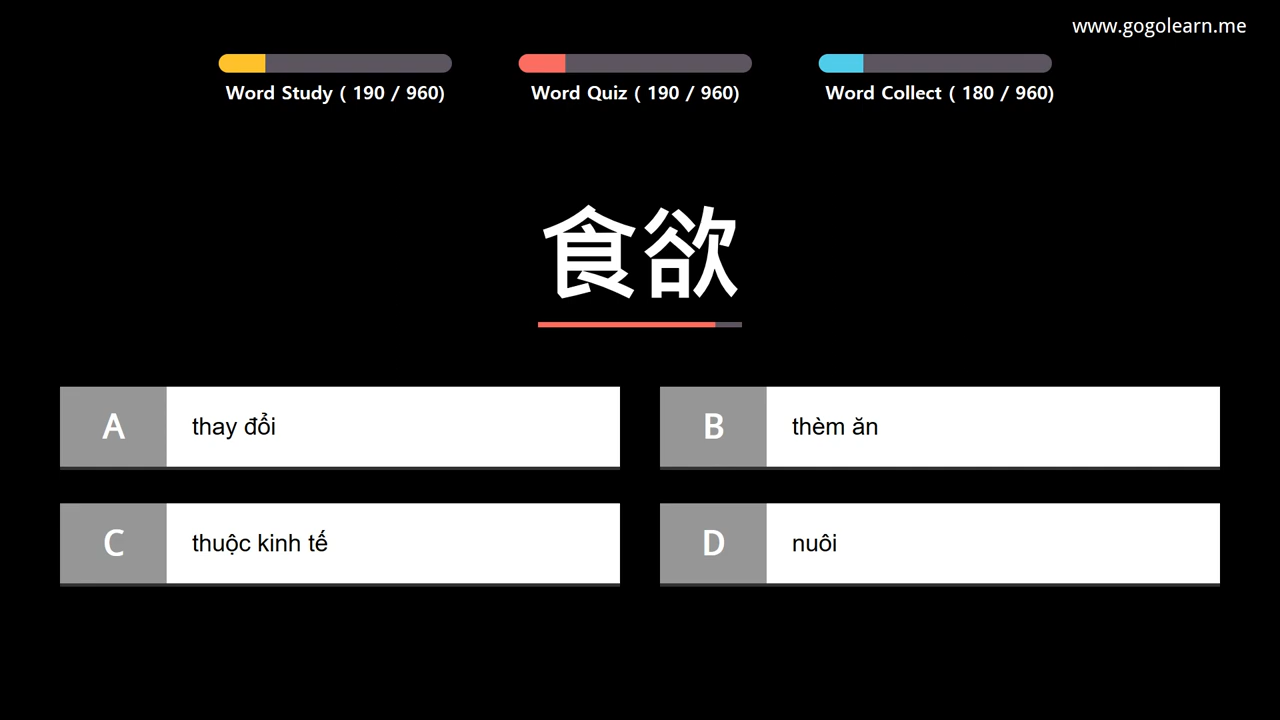 www.gogolearn.me
Word Study ( 190 / 960)
Word Quiz ( 190 / 960)
Word Collect ( 180 / 960)
食欲
A thay đổi
B thèm ăn
C thuộc kinh tế
D nuôi